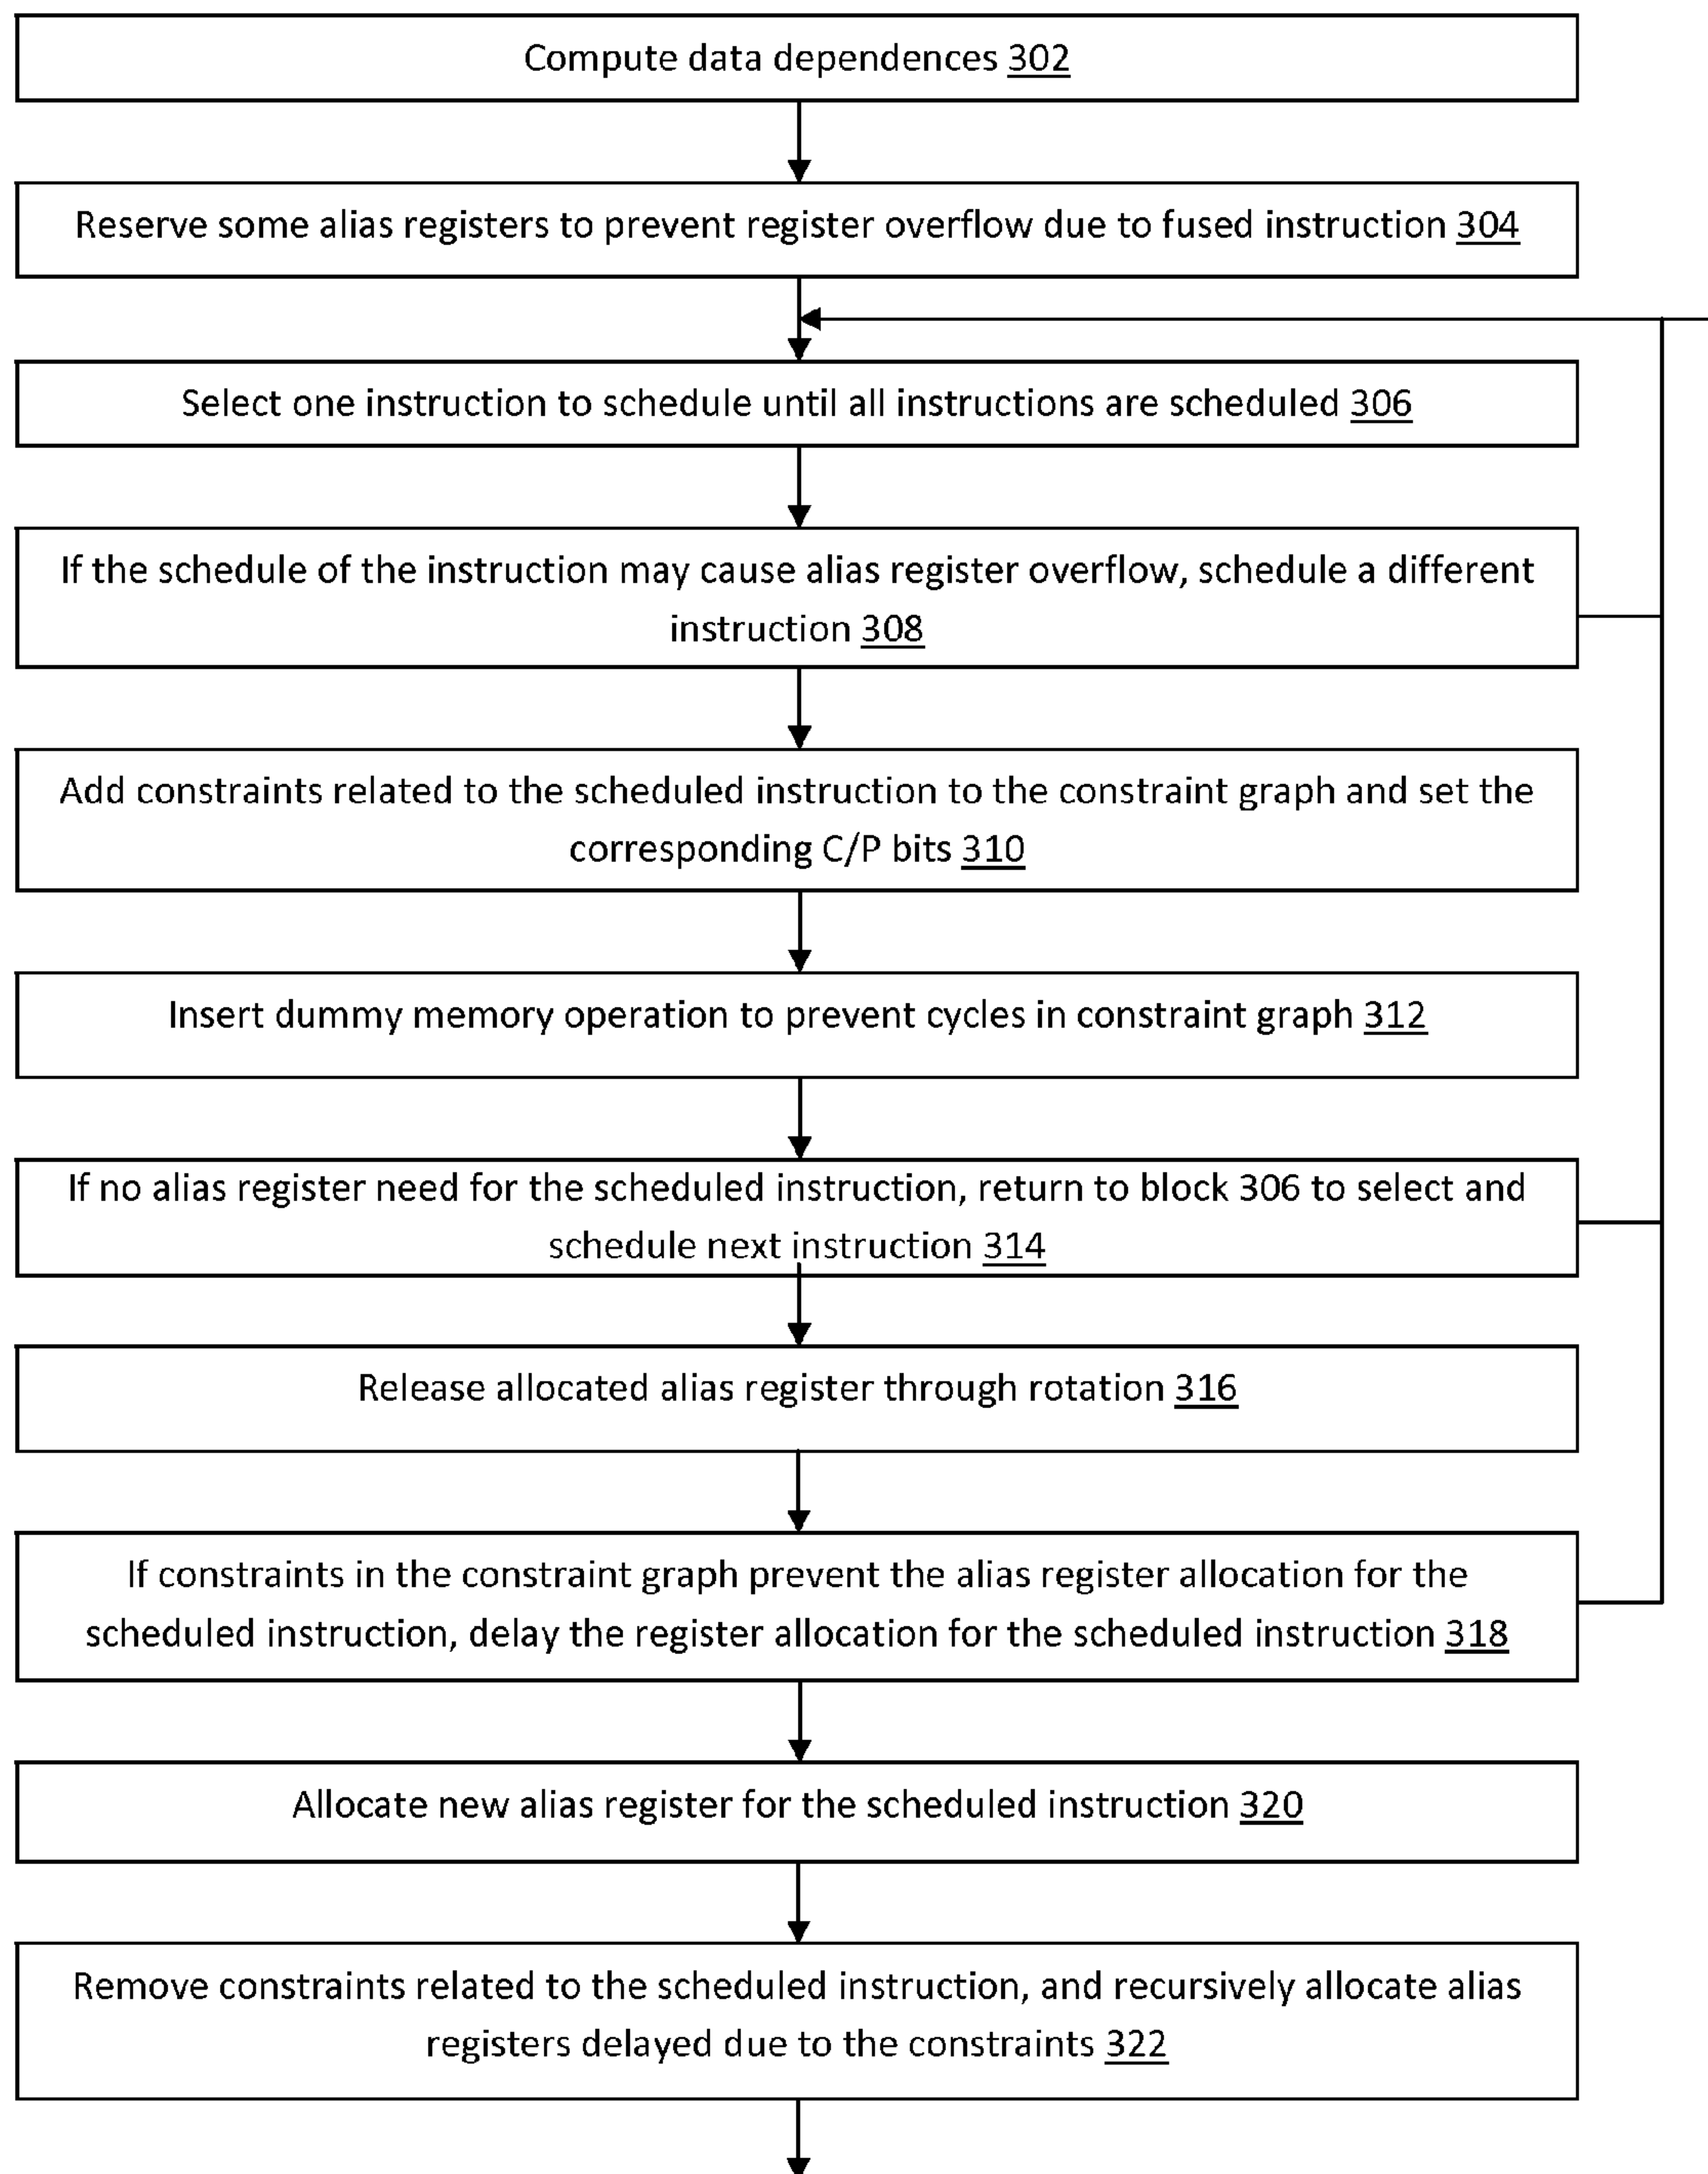 Compute data dependences 302
Reserve some alias registers to prevent register overflow due to fused instruction 304
Select one instruction to schedule until all instructions are scheduled 306
If the schedule of the instruction may cause alias register overflow, schedule a different
instruction 308
Add constraints related to the scheduled instruction to the constraint graph and set the
corresponding C/P bits 310
Insert dummy memory operation to prevent cycles in constraint graph 312
If no alias register need for the scheduled instruction, return to block 306 to select and
schedule next instruction 314
Release allocated alias register through rotation 316
If constraints in the constraint graph prevent the alias register allocation for the
scheduled instruction, delay the register allocation for the scheduled instruction 318
Allocate new alias register for the scheduled instruction 320
Remove constraints related to the scheduled instruction, and recursively allocate alias
registers delayed due to the constraints 322